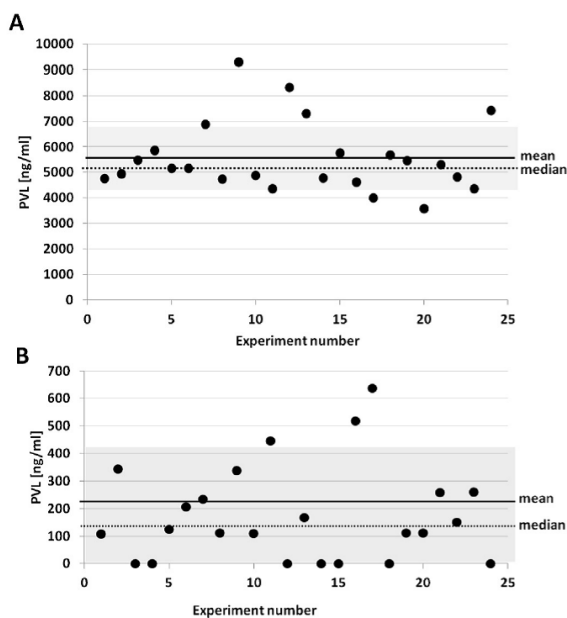 A
10000
9000
8000
7000
6000
5000
4000
3000
2000
1000
0
PVL [ng/ml]
mean
median
0 5 10 15 20 25
Experiment number
B
700
600
500
400
300
200
100
0
PVL [ng/ml]
mean
median
0 5 10 15 20 25
Experiment number